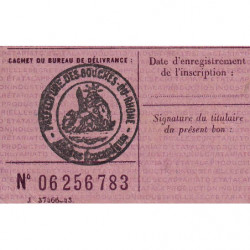 CACHET DU BUREAU DE DÉLIVRANCE :
Date d'enregistrement
de l'inscription :
PRÉFECTURE DES BOUCHES-DU-RHÔNE
Signature du titulaire
du présent bon :
N° 06256783